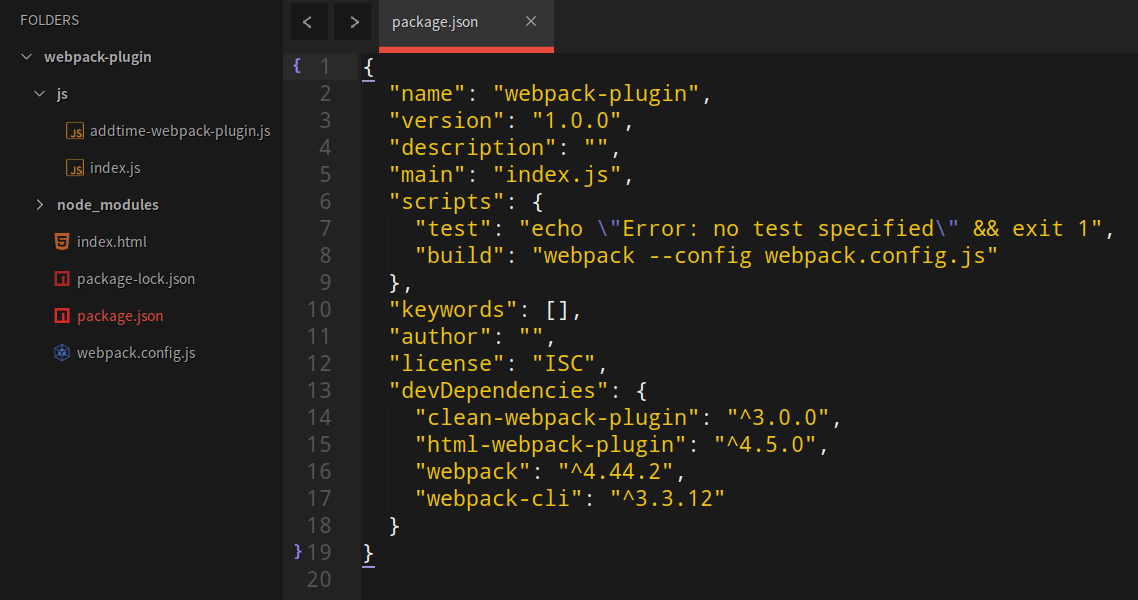 FOLDERS
webpack-plugin
js
JS addtime-webpack-plugin.js
JS index.js
node_modules
index.html
package-lock.json
package.json
webpack.config.js
< > package.json ×
{ 1 {
2 "name": "webpack-plugin",
3 "version": "1.0.0",
4 "description": "",
5 "main": "index.js",
6 "scripts": {
7 "test": "echo \"Error: no test specified\" && exit 1",
8 "build": "webpack --config webpack.config.js"
9 },
10 "keywords": [],
11 "author": "",
12 "license": "ISC",
13 "devDependencies": {
14 "clean-webpack-plugin": "^3.0.0",
15 "html-webpack-plugin": "^4.5.0",
16 "webpack": "^4.44.2",
17 "webpack-cli": "^3.3.12"
18 }
} 19 }
20